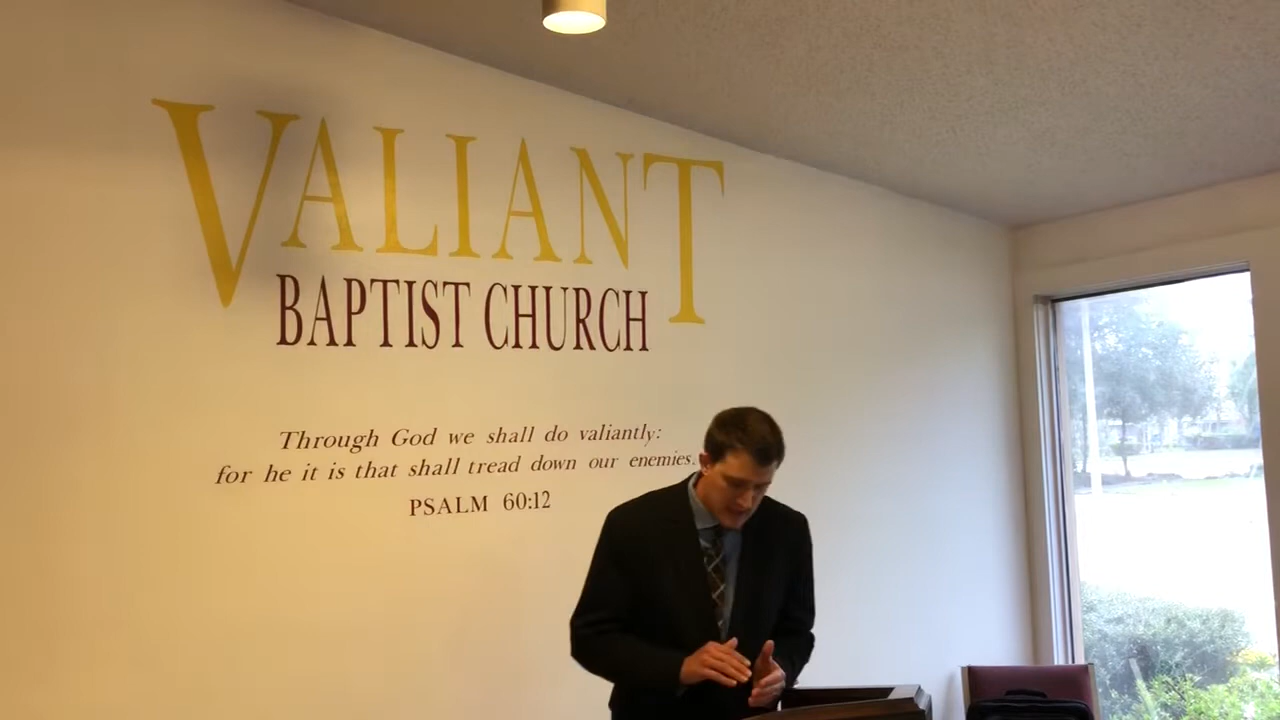 VALIANT
BAPTIST CHURCH
Through God we shall do valiantly:
for he it is that shall tread down our enemies.
PSALM 60:12